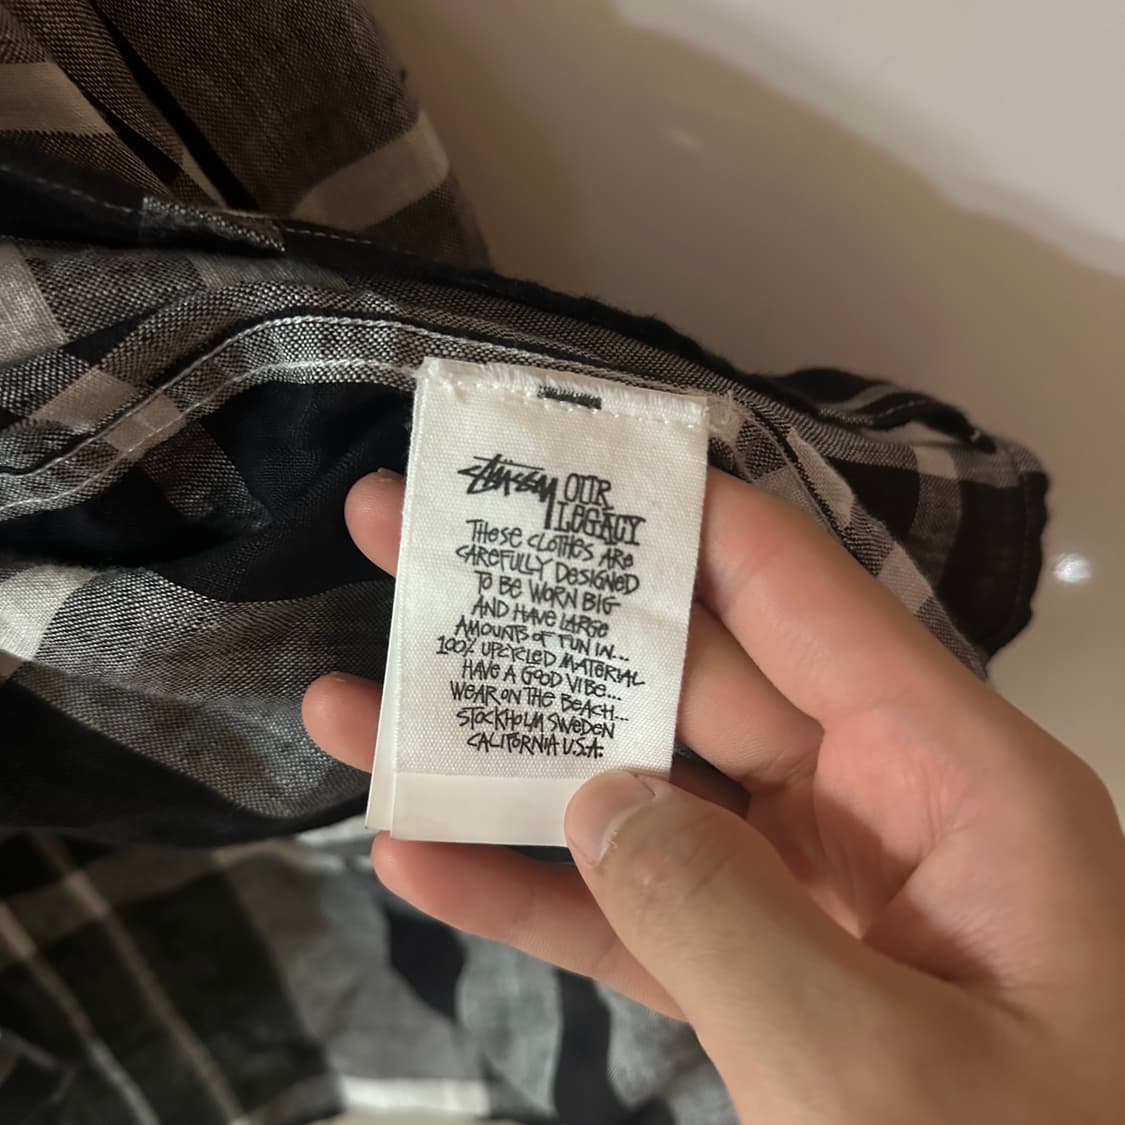 STÜSSY OUR
LEGACY
THESE CLOTHES ARE
CAREFULLY DESIGNED
TO BE WORN BIG
AND HAVE LARGE
AMOUNTS OF FUN IN...
100% UPCYCLED MATERIAL
HAVE A GOOD VIBE...
WEAR ON THE BEACH...
STOCKHOLM SWEDEN
CALIFORNIA U.S.A.